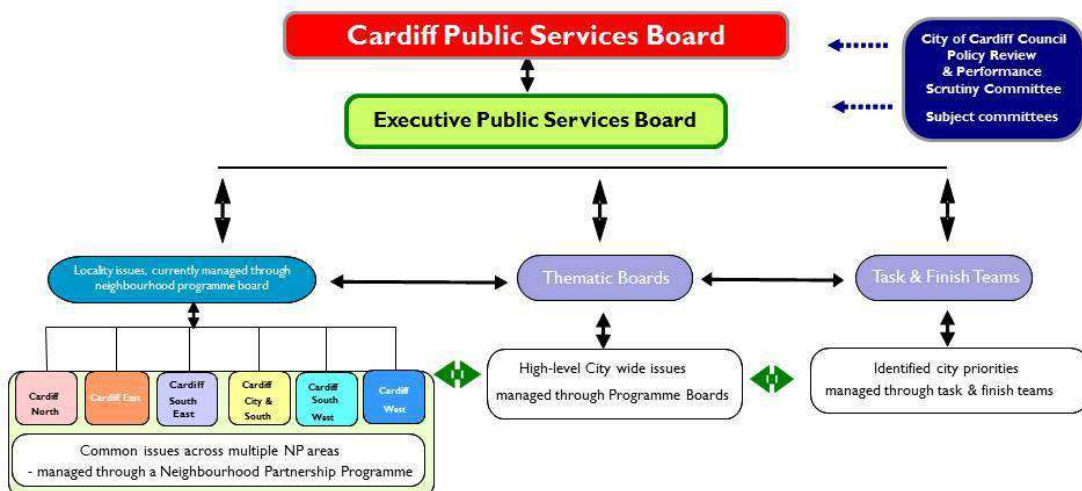 Cardiff Public Services Board
City of Cardiff Council
Policy Review
& Performance
Scrutiny Committee
Subject committees
Executive Public Services Board
Locality issues, currently managed through
neighbourhood programme board
Thematic Boards
Task & Finish Teams
Cardiff
North
Cardiff East
Cardiff
South
East
Cardiff
City &
South
Cardiff
South
West
Cardiff
West
High-level City wide issues
managed through Programme Boards
Identified city priorities
managed through task & finish teams
Common issues across multiple NP areas
- managed through a Neighbourhood Partnership Programme